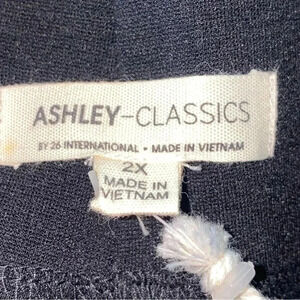 ASHLEY-CLASSICS
BY 26 INTERNATIONAL • MADE IN VIETNAM
2X
MADE IN
VIETNAM